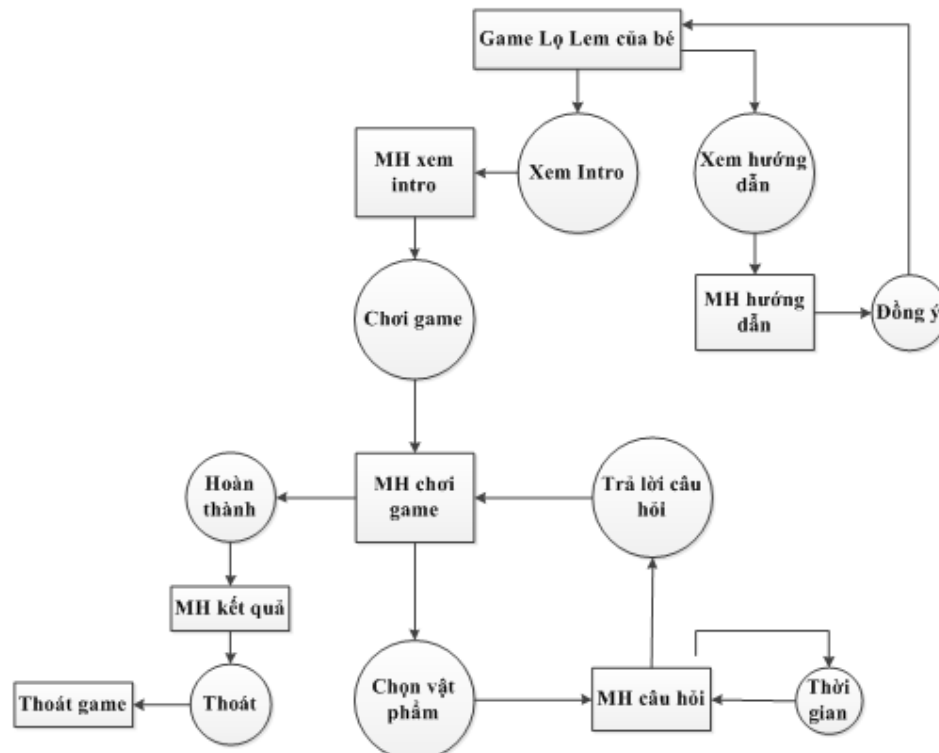 Game Lọ Lem của bé
MH xem
intro
Xem Intro
Xem hướng
dẫn
Chơi game
MH hướng
dẫn
Đồng ý
Hoàn
thành
MH chơi
game
Trả lời câu
hỏi
MH kết quả
Thoát game
Thoát
Chọn vật
phẩm
MH câu hỏi
Thời
gian